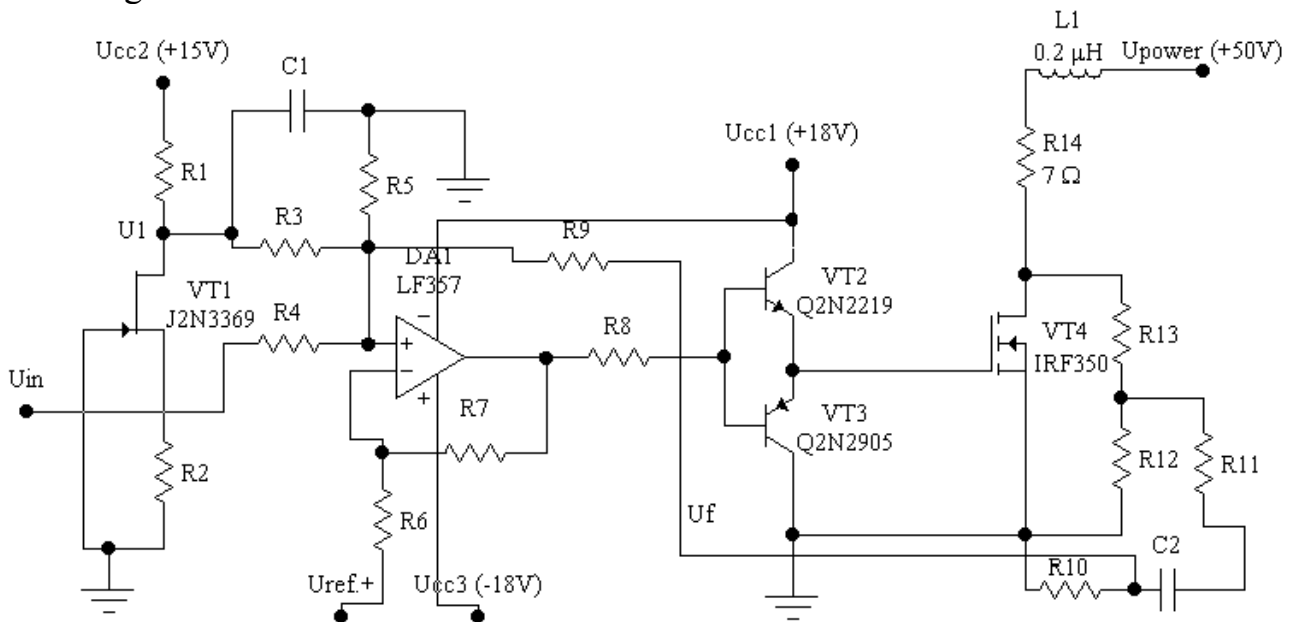 L1
0.2 μH
Upower (+50V)
Ucc2 (+15V)
C1
Ucc1 (+18V)
R14
7 Ω
R1
R5
U1
R3
R9
DA1
LF357
VT2
Q2N2219
VT1
J2N3369
R4
R8
VT4
IRF350
R13
Uin
R7
VT3
Q2N2905
R2
R12
R11
R6
Uf
C2
R10
Uref.+
Ucc3 (-18V)